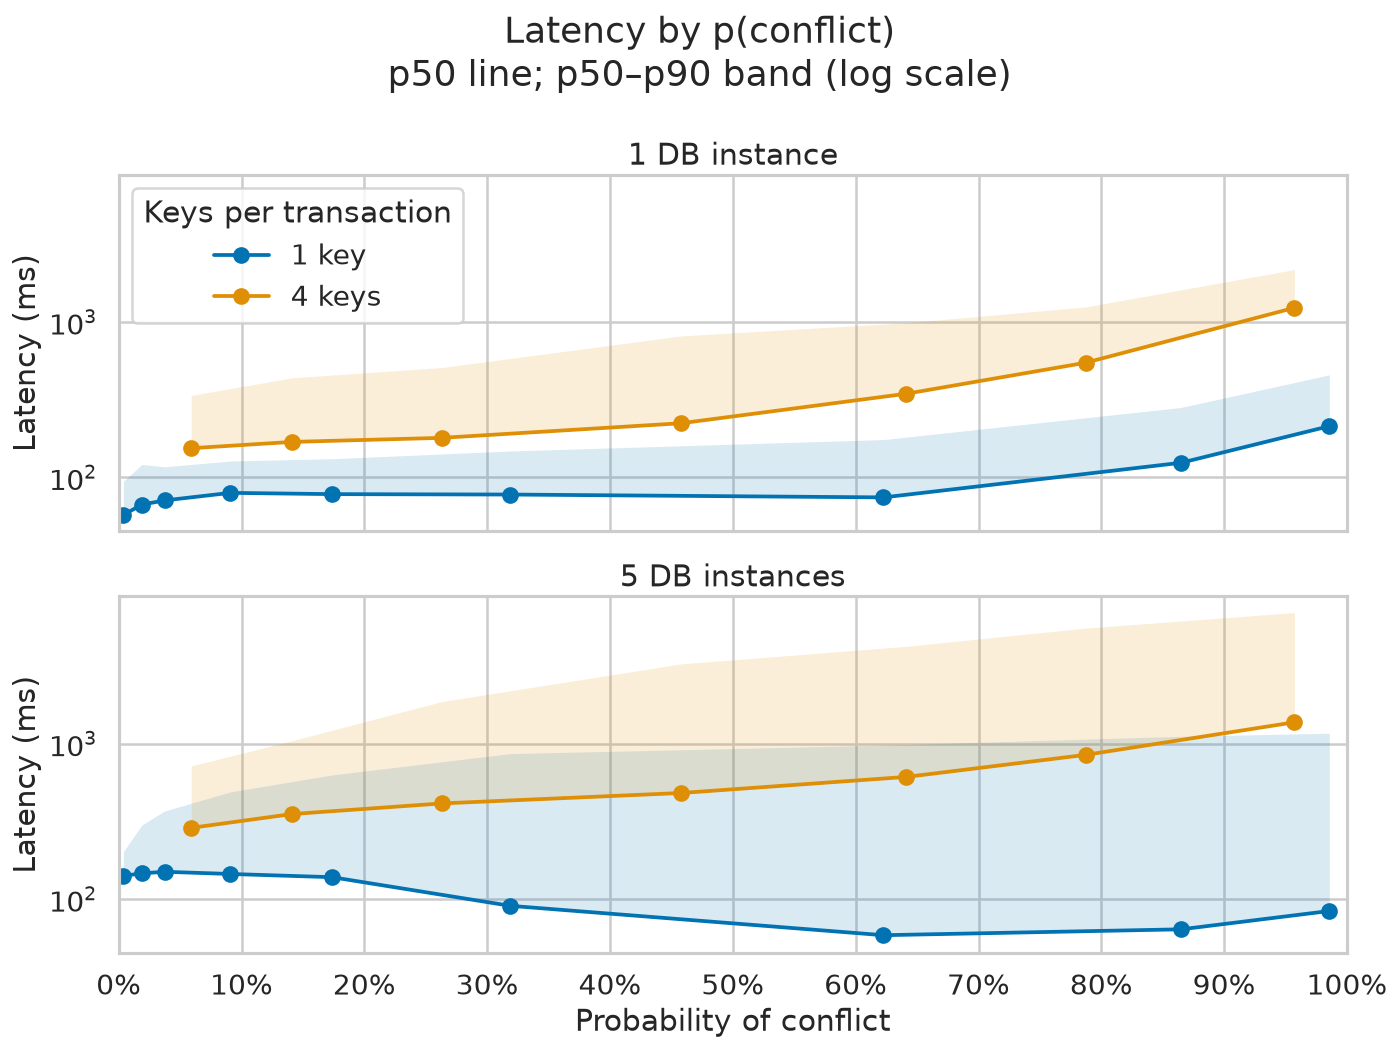 Latency by p(conflict)
p50 line; p50–p90 band (log scale)
1 DB instance
Keys per transaction
1 key
4 keys
Latency (ms)
10³
10²
5 DB instances
Latency (ms)
10³
10²
0% 10% 20% 30% 40% 50% 60% 70% 80% 90% 100%
Probability of conflict